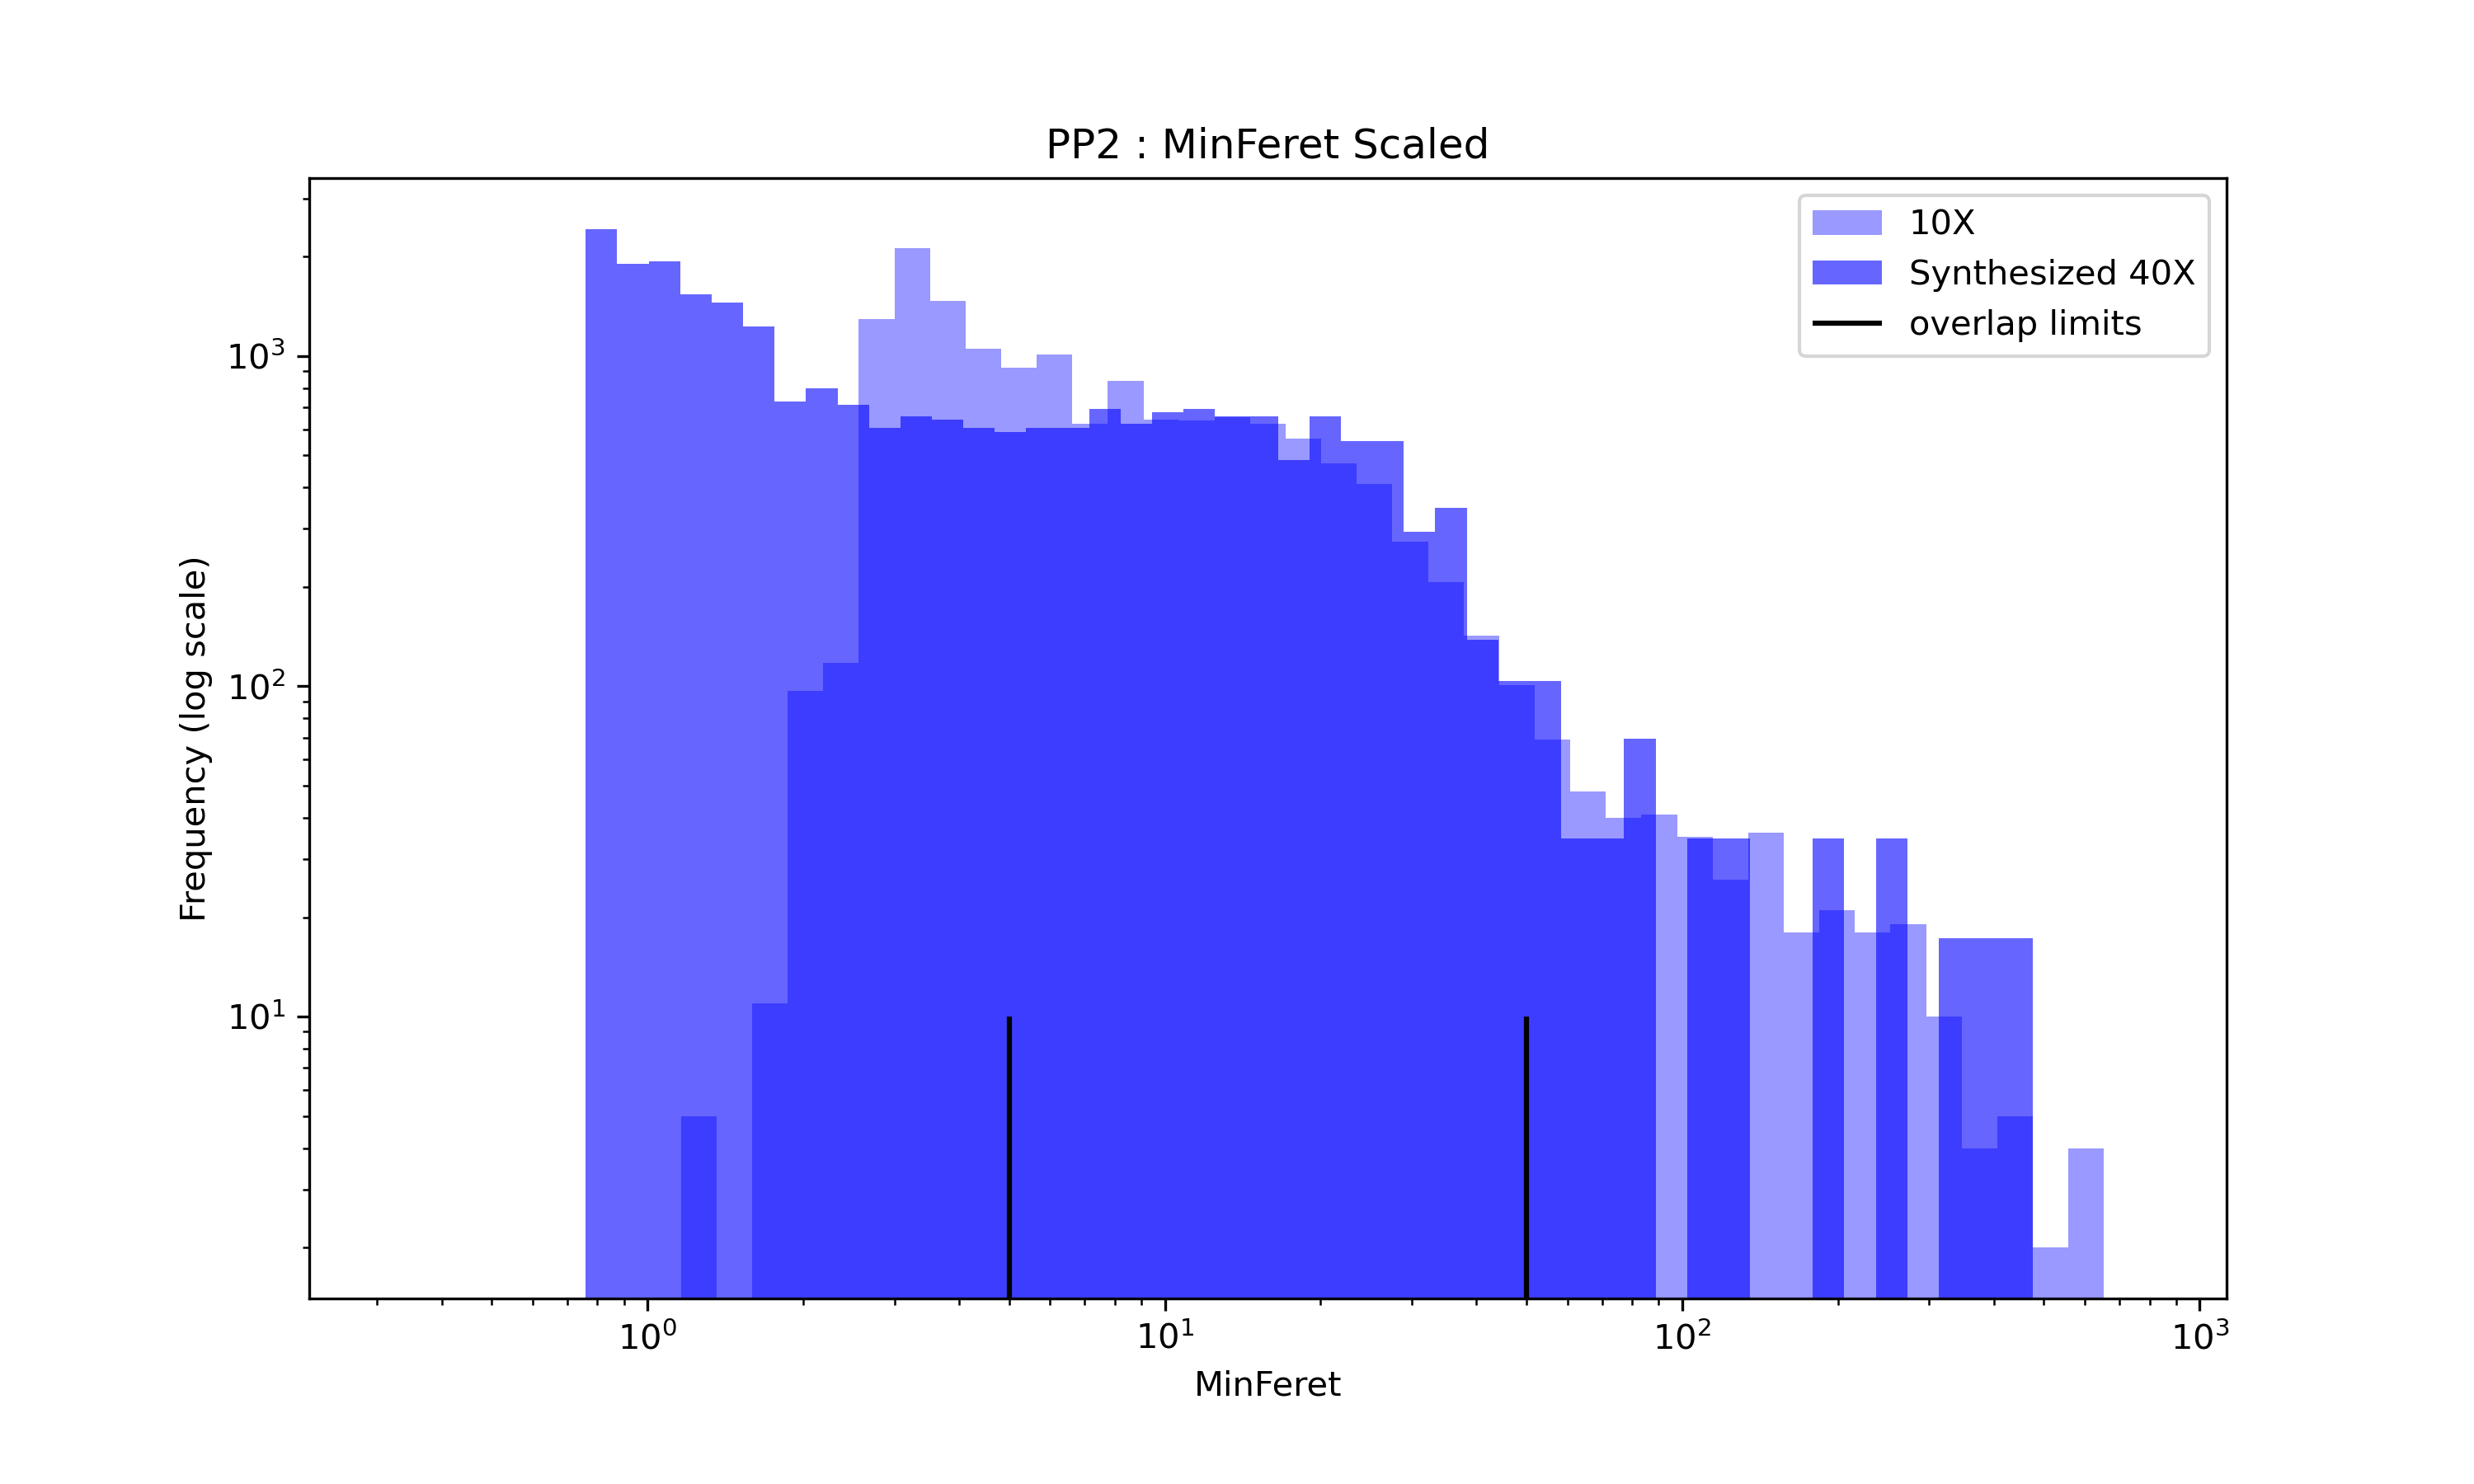 PP2 : MinFeret Scaled
10X
Synthesized 40X
overlap limits
Frequency (log scale)
10³
10²
10¹
10⁰ 10¹ 10² 10³
MinFeret